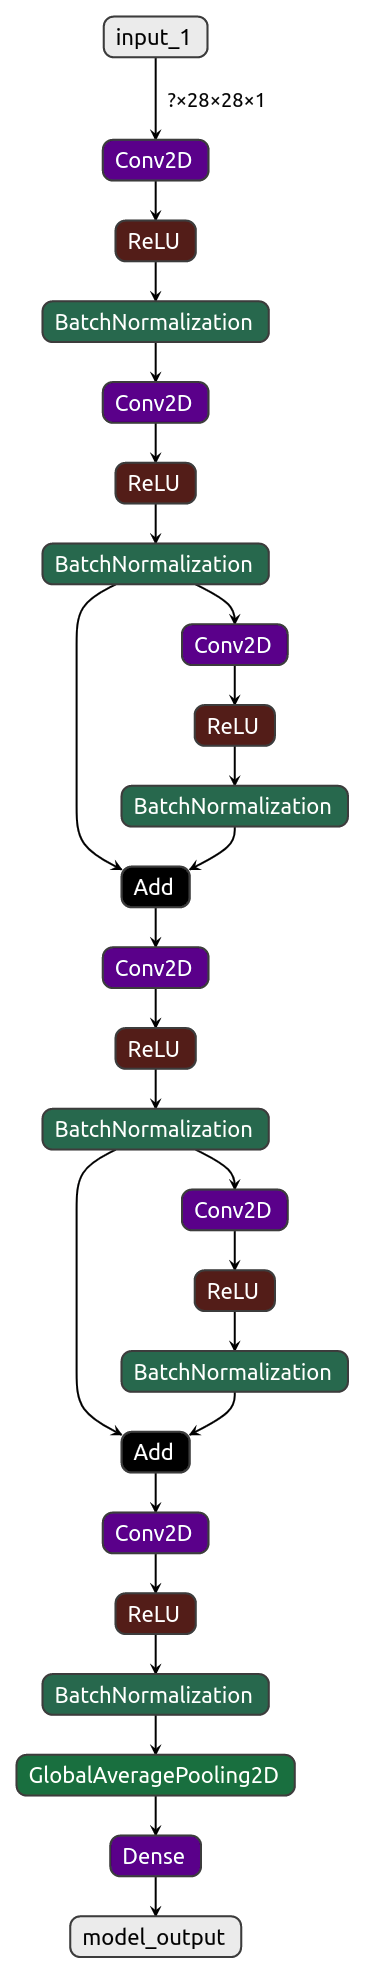 input_1
?×28×28×1
Conv2D
ReLU
BatchNormalization
Conv2D
ReLU
BatchNormalization
Conv2D
ReLU
BatchNormalization
Add
Conv2D
ReLU
BatchNormalization
Conv2D
ReLU
BatchNormalization
Add
Conv2D
ReLU
BatchNormalization
GlobalAveragePooling2D
Dense
model_output